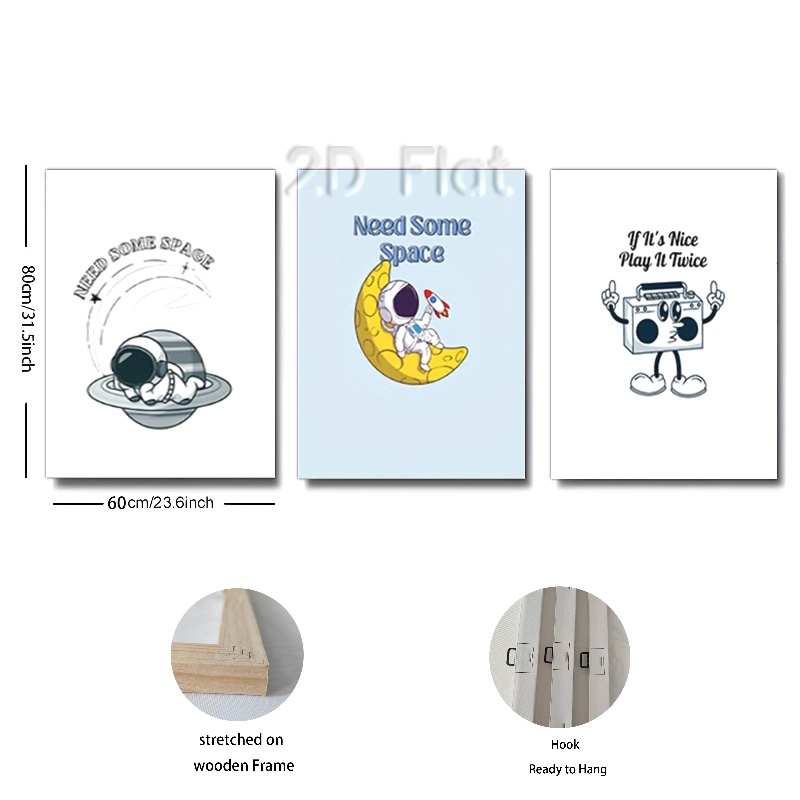 2D Flat
NEED SOME SPACE
Need Some
Space
If It's Nice
Play It Twice
80cm/31.5inch
60cm/23.6inch
stretched on
wooden Frame
Hook
Ready to Hang